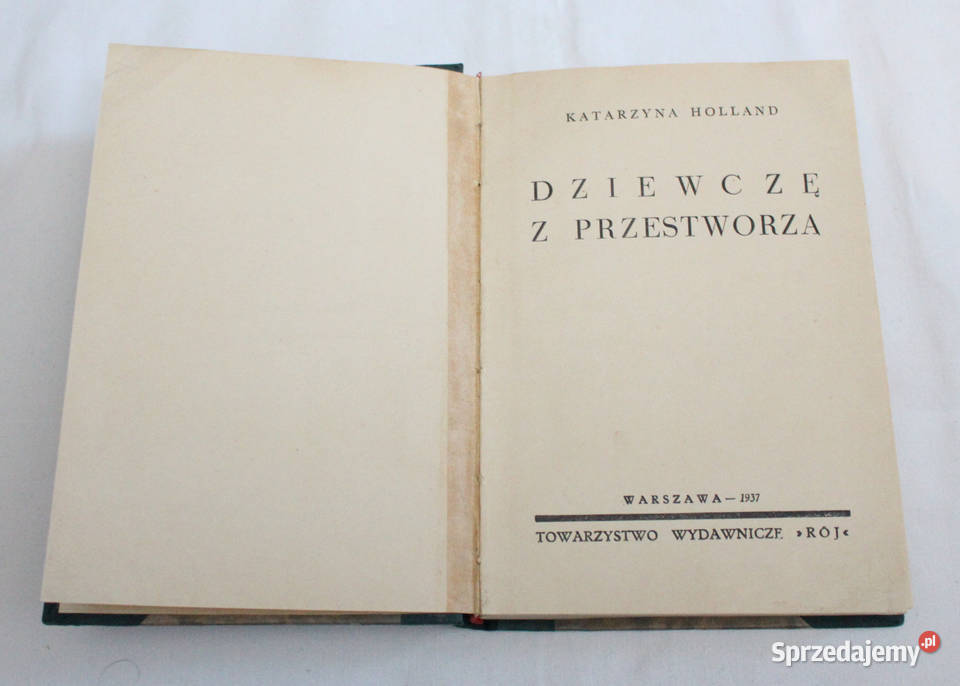 KATARZYNA HOLLAND
DZIEWCZĘ
Z PRZESTWORZA
WARSZAWA — 1937
TOWARZYSTWO WYDAWNICZE »RÓJ«
Sprzedajemy.pl